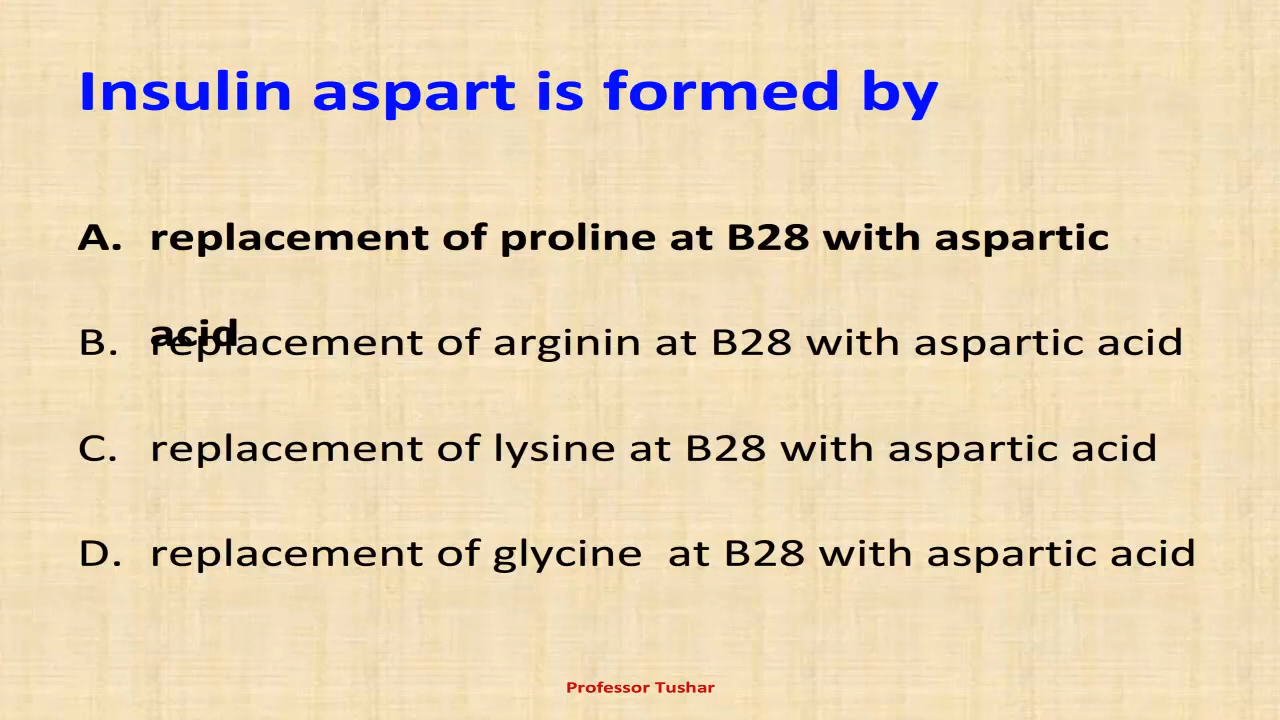 Insulin aspart is formed by
A. replacement of proline at B28 with aspartic
acid
B. replacement of arginin at B28 with aspartic acid
C. replacement of lysine at B28 with aspartic acid
D. replacement of glycine at B28 with aspartic acid
Professor Tushar